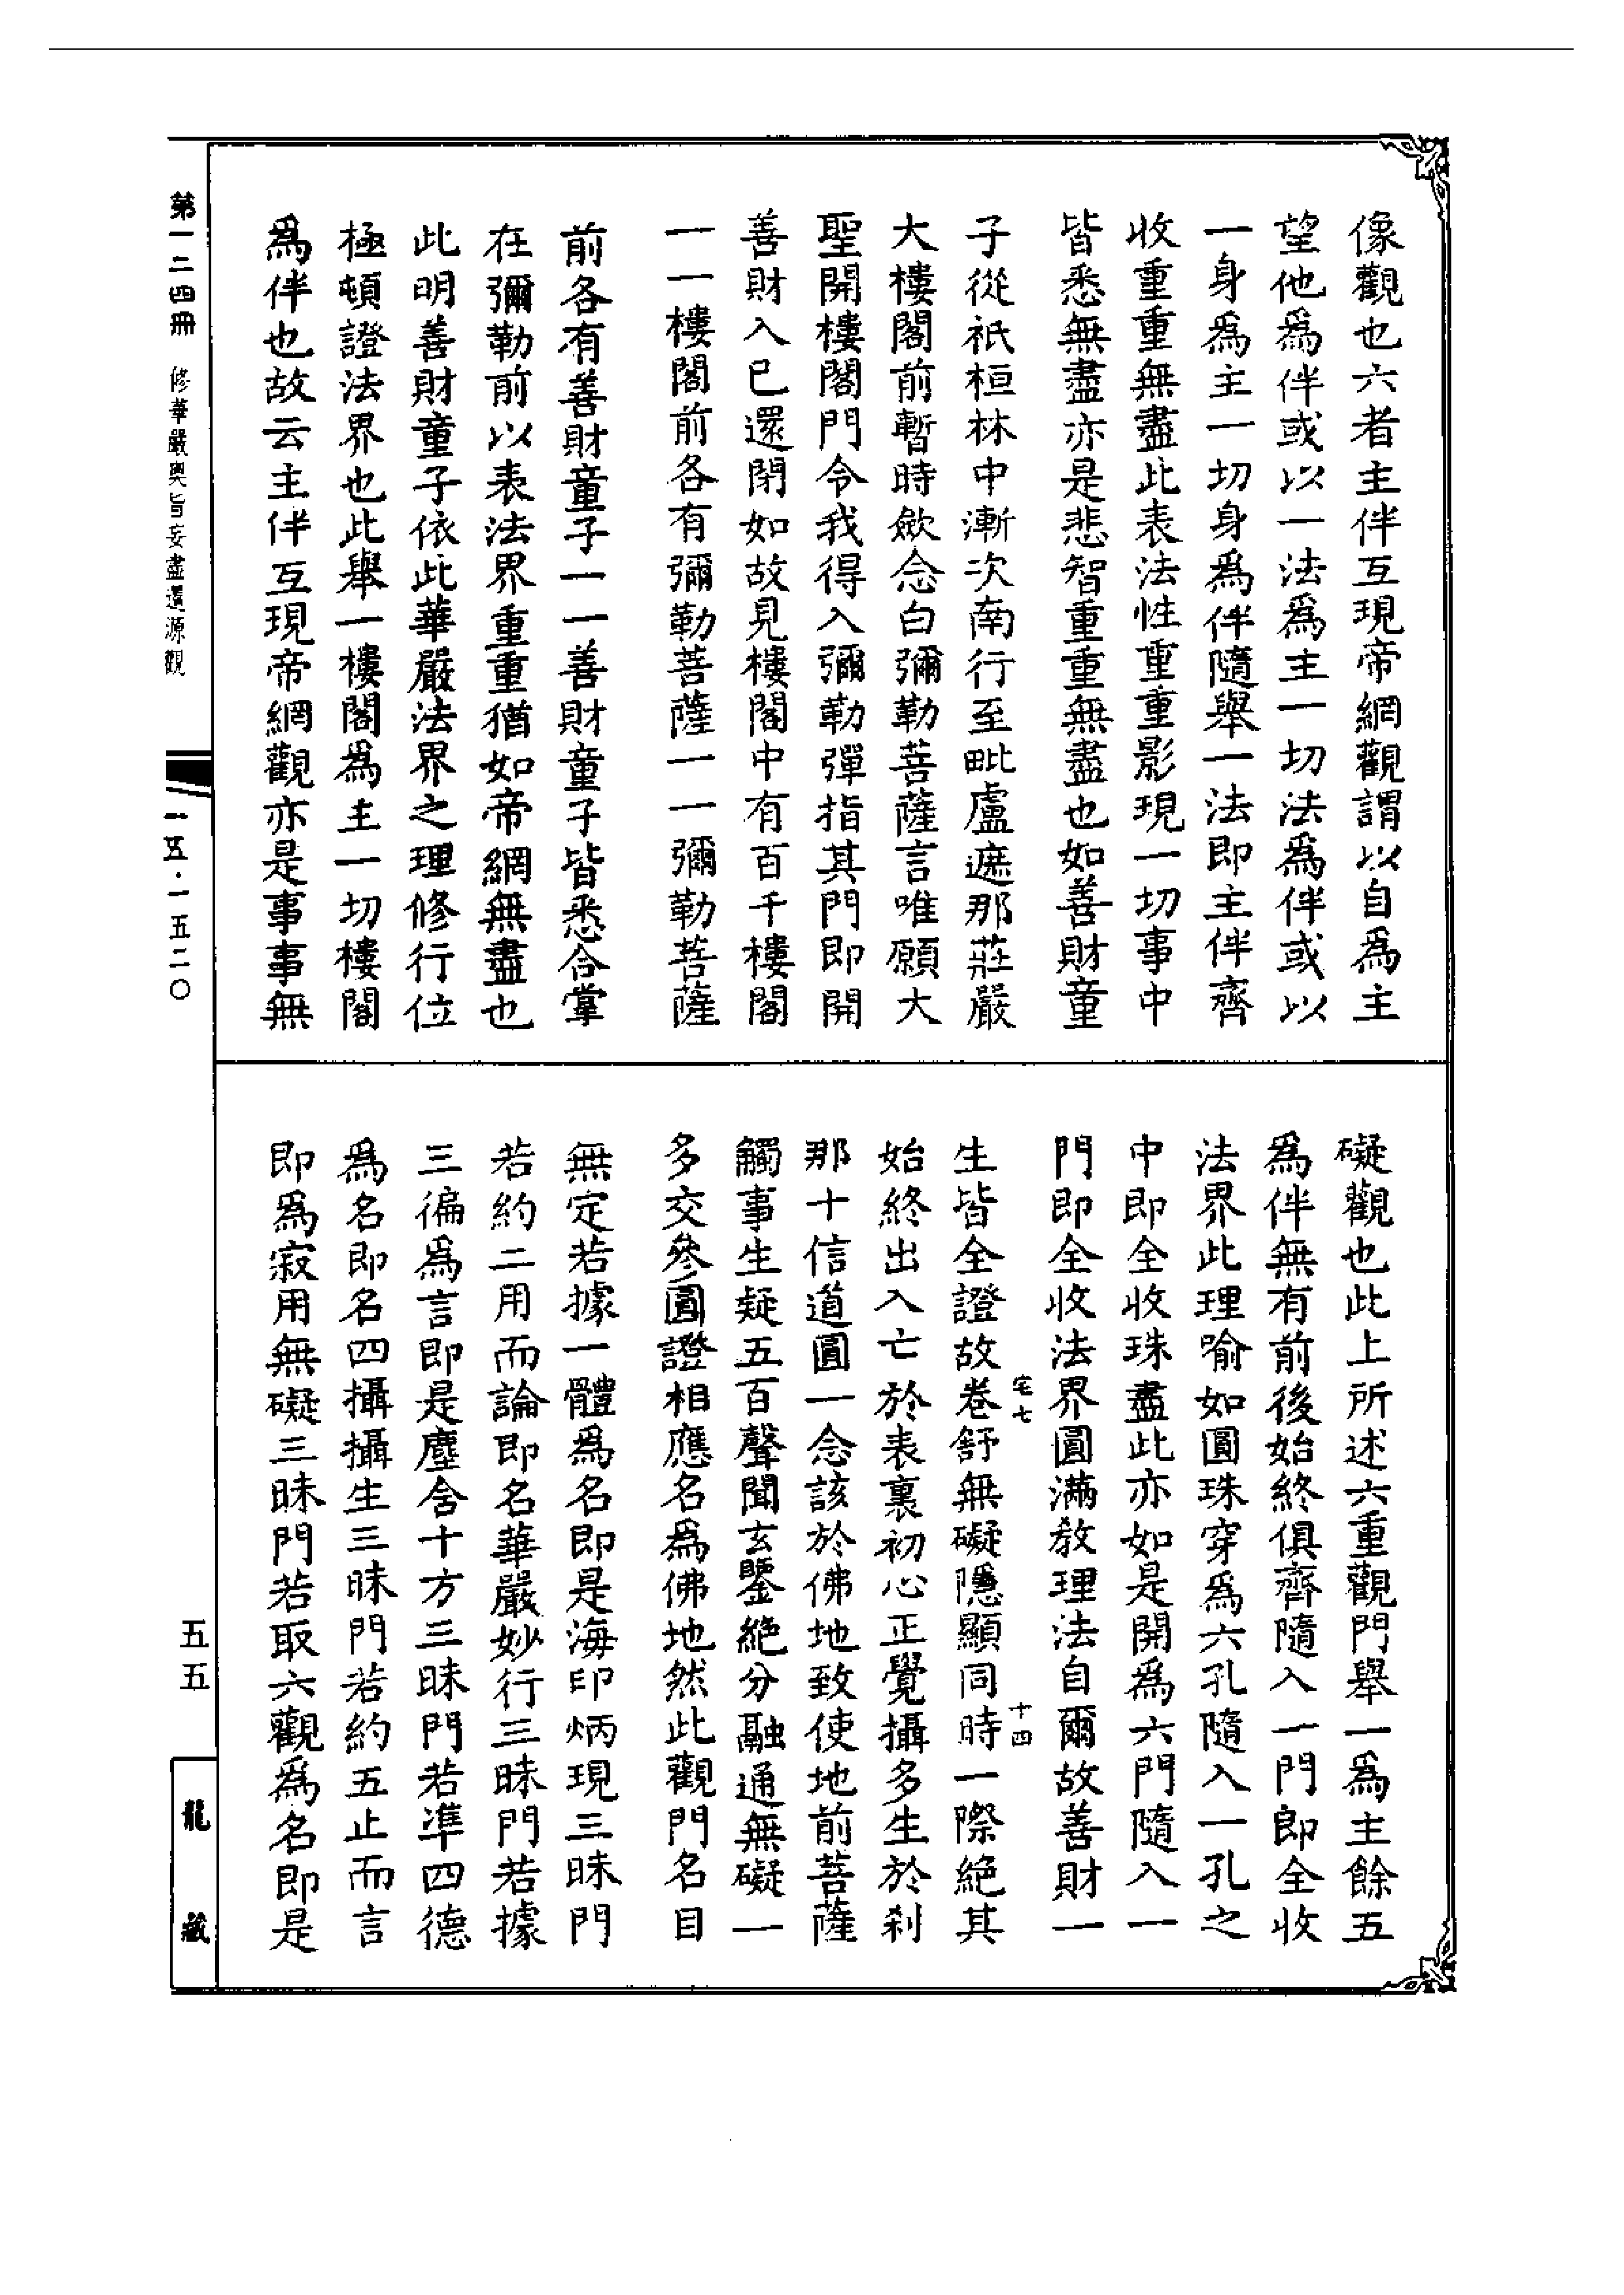 像觀也六者主伴互現帝網觀謂以自為主
望他為伴或以一法為主一切法為伴或以
一身為主一切身為伴隨舉一法即主伴齊
收重重無盡此表法性重重影現一切事中
皆悉無盡亦是悲智重重無盡也如善財童
子從祇桓林中漸次南行至毗盧遮那莊嚴
大樓閣前暫時斂念白彌勒菩薩言唯願大
聖開樓閣門令我得入彌勒彈指其門即開
善財入已還閉如故見樓閣中有百千樓閣
一一樓閣前各有彌勒菩薩一一彌勒菩薩
前各有善財童子一一善財童子皆悉合掌
在彌勒前以表法界重重猶如帝網無盡也
此明善財童子依此華嚴法界之理修行位
極頓證法界也此舉一樓閣為主一切樓閣
為伴也故云主伴互現帝網觀亦是事事無
礙觀也此上所述六重觀門舉一為主餘五
為伴無有前後始終俱齊隨入一門即全收
法界此理喻如圓珠穿為六孔隨入一孔之
中即全收珠盡此亦如是開為六門隨入一
門即全收法界圓滿教理法自爾故善財一
宅七 十四
生皆全證故卷舒無礙隱顯同時一際絕其
始終出入亡於表裏初心正覺攝多生於剎
那十信道圓一念該於佛地致使地前菩薩
觸事生疑五百聲聞玄鑒絕分融通無礙一
多交參圓證相應名為佛地然此觀門名目
無定若據一體為名即是海印炳現三昧門
若約二用而論即名華嚴妙行三昧門若據
三徧為言即是塵含十方三昧門若準四德
為名即名四攝攝生三昧門若約五止而言
即為寂用無礙三昧門若取六觀為名即是
第一二四冊 修華嚴奧旨妄盡還源觀
一五·一五二〇
五五
龍藏